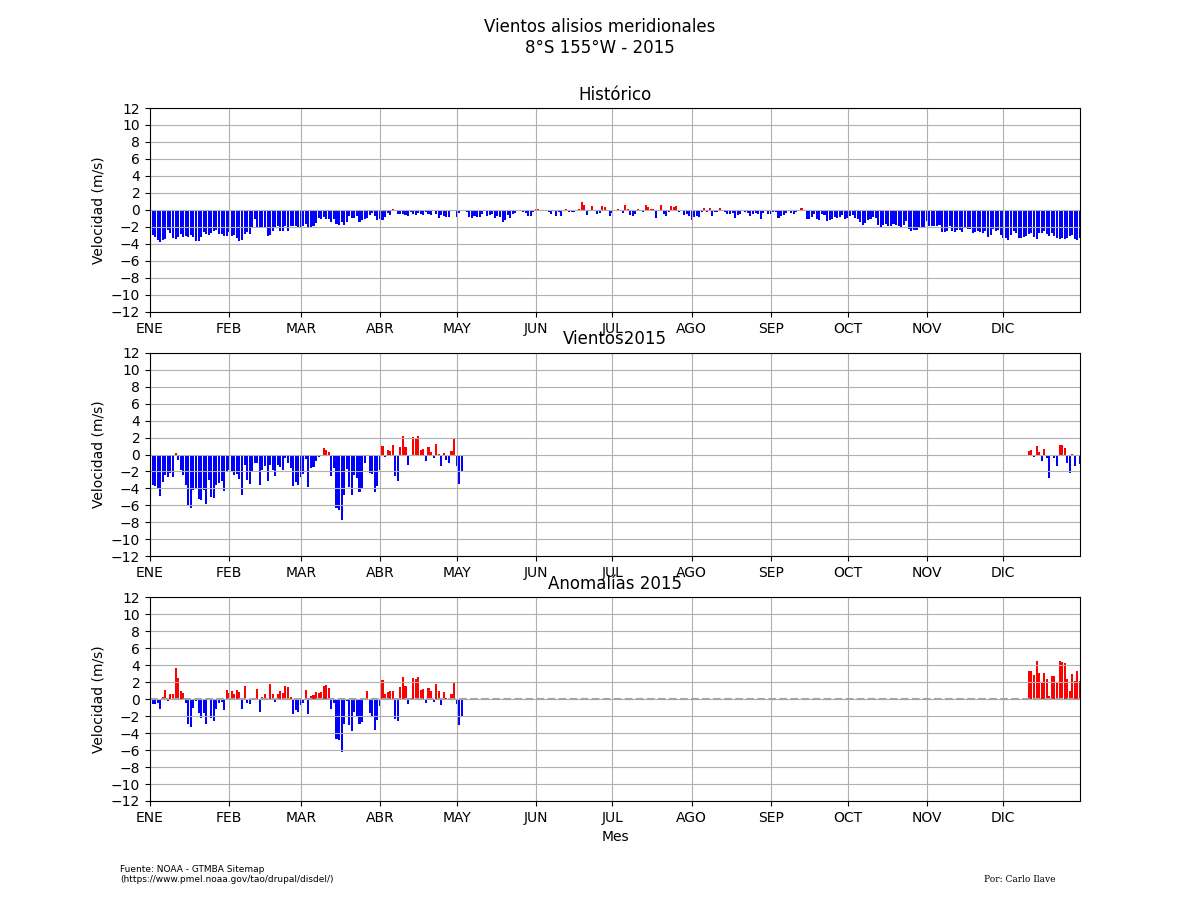 Vientos alisios meridionales
8°S 155°W - 2015
Histórico
12
10
8
6
4
2
0
−2
−4
−6
−8
−10
−12
Velocidad (m/s)
ENE FEB MAR ABR MAY JUN JUL AGO SEP OCT NOV DIC
Vientos2015
12
10
8
6
4
2
0
−2
−4
−6
−8
−10
−12
Velocidad (m/s)
ENE FEB MAR ABR MAY JUN JUL AGO SEP OCT NOV DIC
Anomalías 2015
12
10
8
6
4
2
0
−2
−4
−6
−8
−10
−12
Velocidad (m/s)
ENE FEB MAR ABR MAY JUN JUL AGO SEP OCT NOV DIC
Mes
Fuente: NOAA - GTMBA Sitemap
(https://www.pmel.noaa.gov/tao/drupal/disdel/)
Por: Carlo Ilave